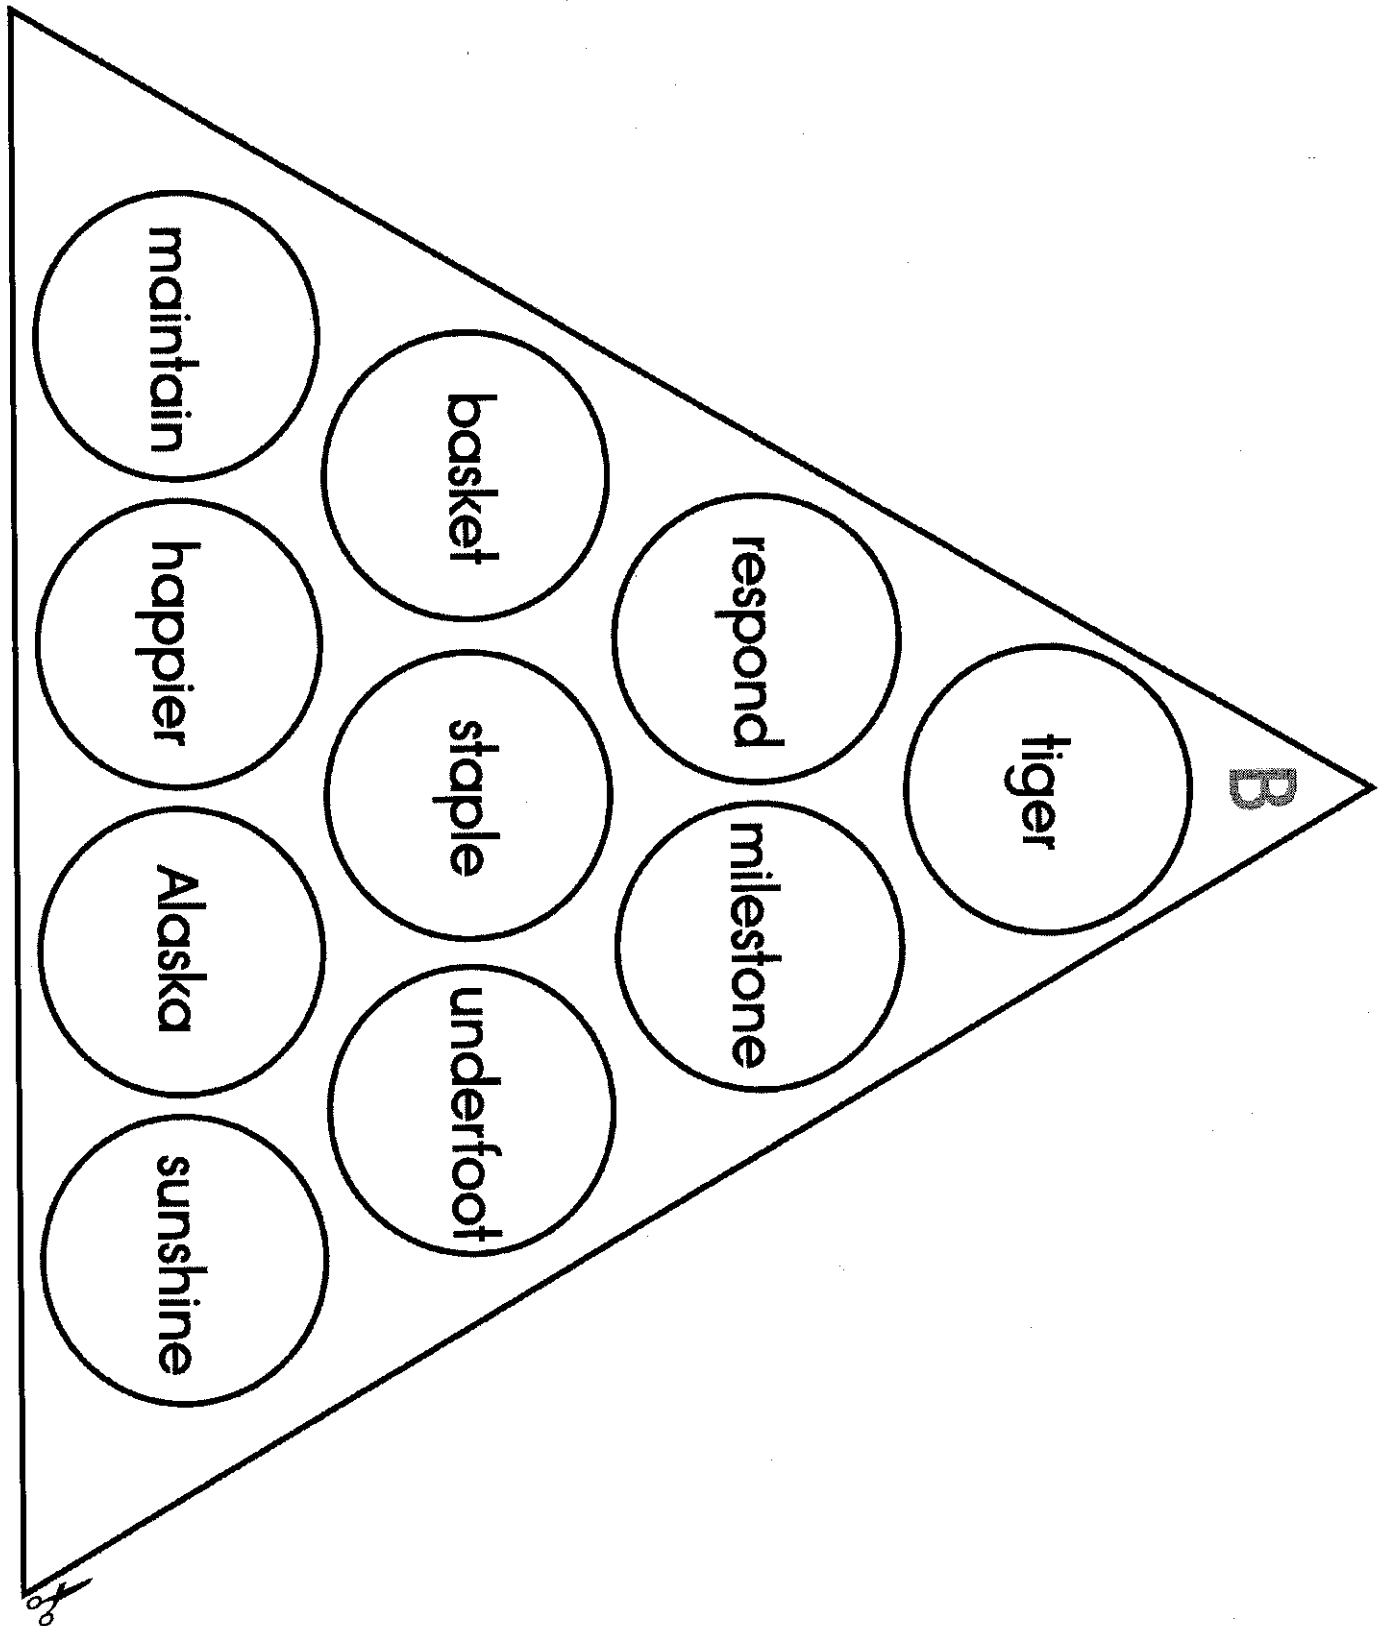 B
tiger
respond milestone
basket staple underfoot
maintain happier Alaska sunshine